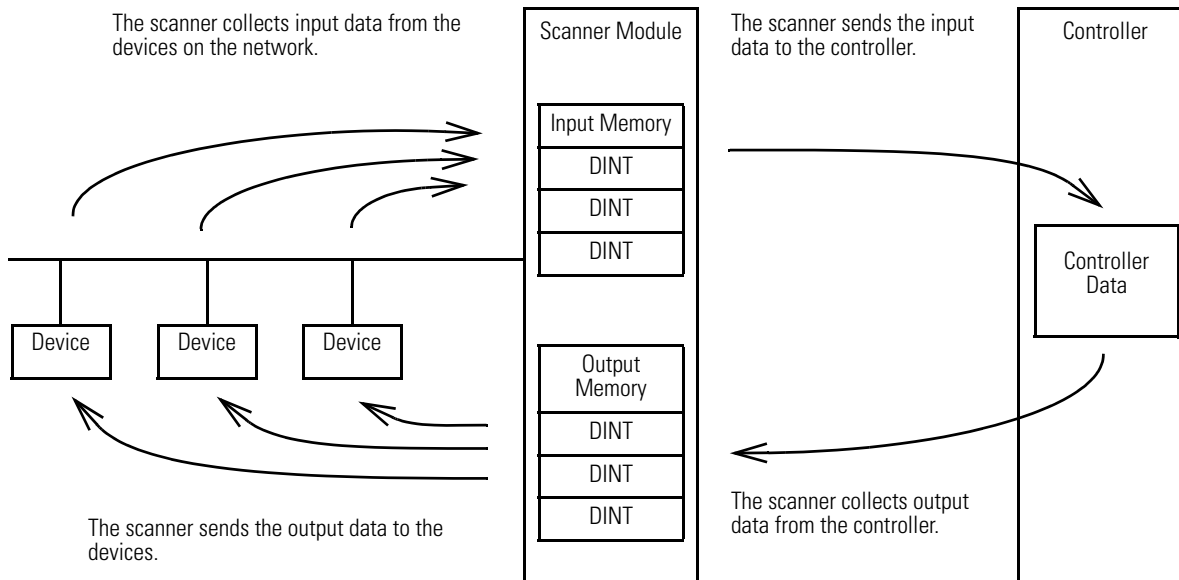 The scanner collects input data from the
devices on the network.
Scanner Module
The scanner sends the input
data to the controller.
Controller
Input Memory
DINT
DINT
DINT
Controller
Data
Device
Device
Device
Output
Memory
DINT
DINT
DINT
The scanner sends the output data to the
devices.
The scanner collects output
data from the controller.